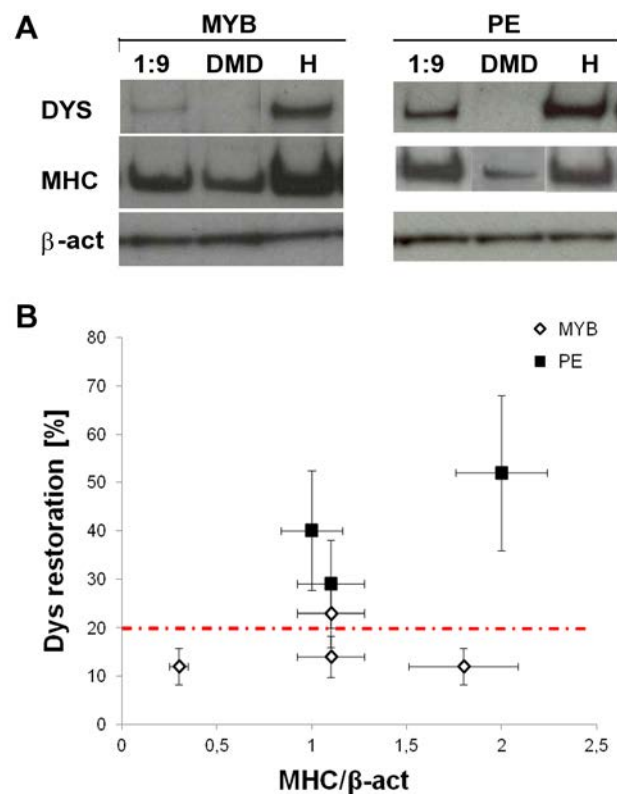 A
MYB
PE
1:9 DMD H
1:9 DMD H
DYS
MHC
β-act
B
MYB
PE
80
70
60
50
40
30
20
10
0
Dys restoration [%]
0 0,5 1 1,5 2 2,5
MHC/β-act